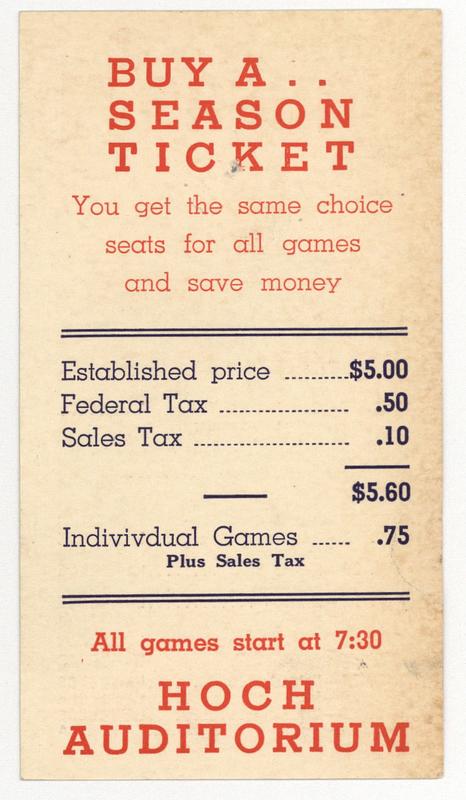 BUY A . .
SEASON
TICKET
You get the same choice
seats for all games
and save money
Established price ..........$5.00
Federal Tax .................... .50
Sales Tax ........................ .10
$5.60
Indivivdual Games ...... .75
Plus Sales Tax
All games start at 7:30
HOCH
AUDITORIUM